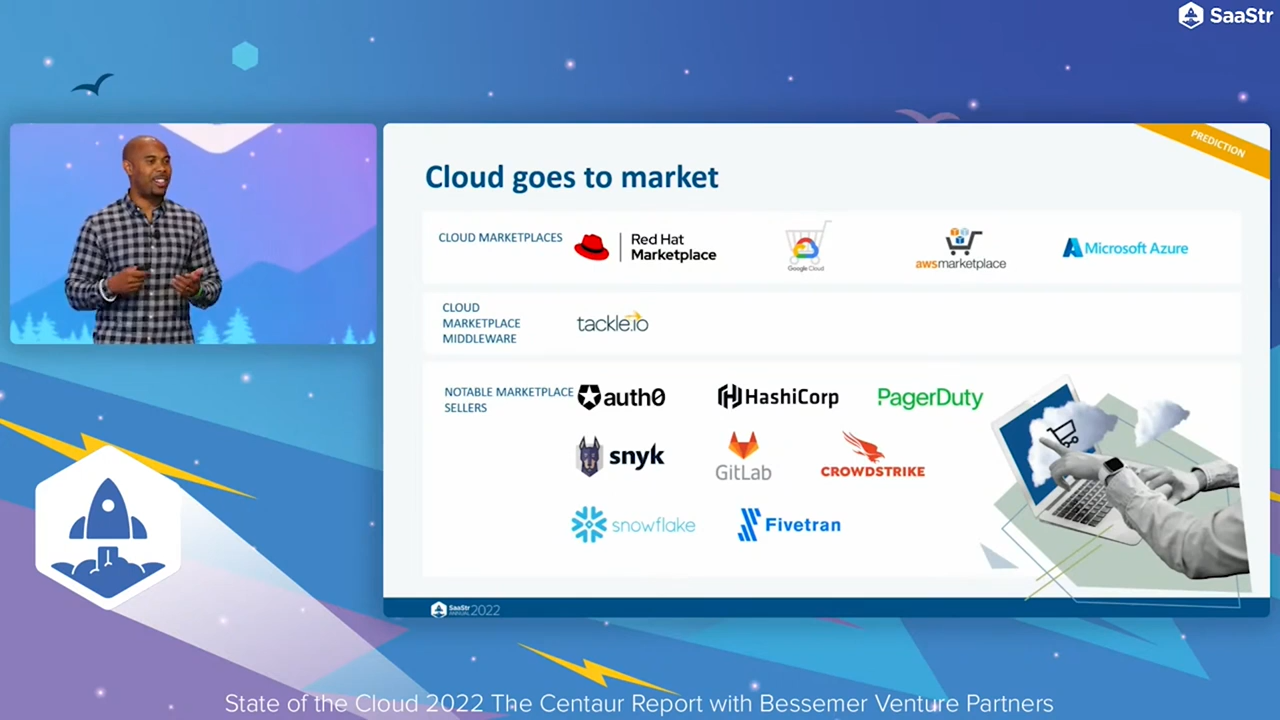 SaaStr
PREDICTION
Cloud goes to market
CLOUD MARKETPLACES
Red Hat
Marketplace
Google Cloud
aws marketplace
Microsoft Azure
CLOUD
MARKETPLACE
MIDDLEWARE
tackle.io
NOTABLE MARKETPLACE
SELLERS
auth0
HashiCorp
PagerDuty
snyk
GitLab
CROWDSTRIKE
snowflake
Fivetran
SaaStr
ANNUAL
2022
State of the Cloud 2022 The Centaur Report with Bessemer Venture Partners